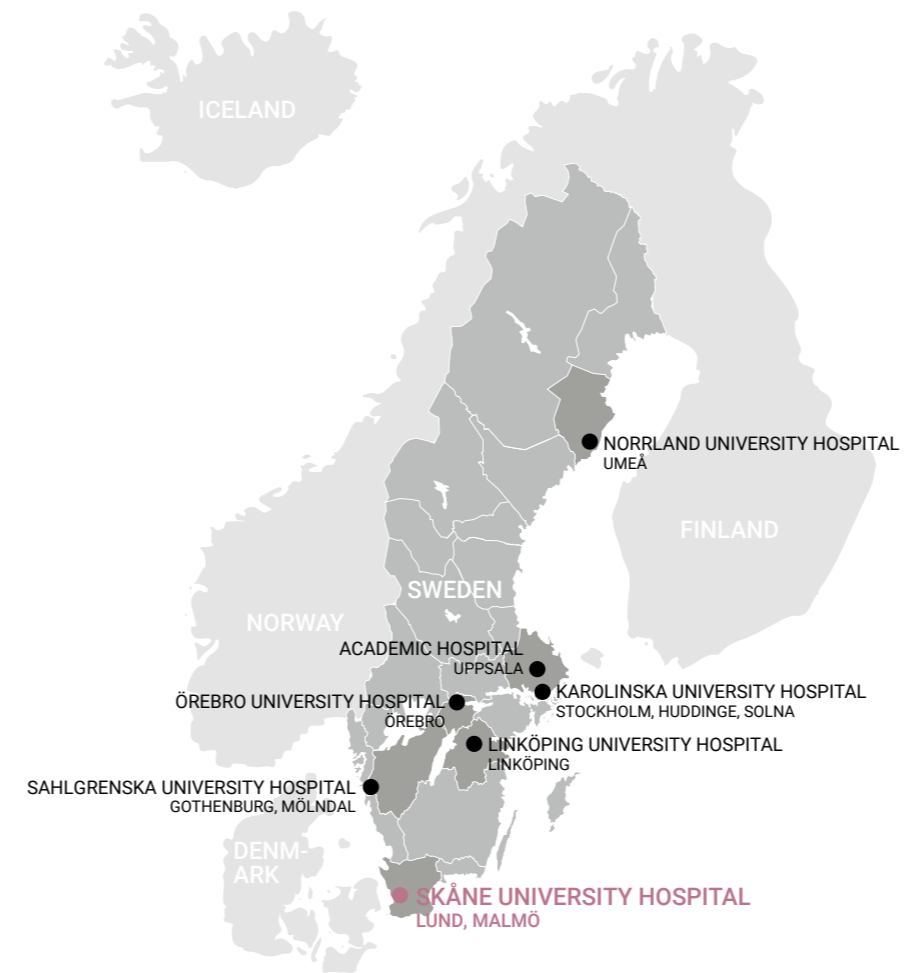 ICELAND
NORRLAND UNIVERSITY HOSPITAL
UMEÅ
FINLAND
SWEDEN
NORWAY
ACADEMIC HOSPITAL
UPPSALA
KAROLINSKA UNIVERSITY HOSPITAL
STOCKHOLM, HUDDINGE, SOLNA
ÖREBRO UNIVERSITY HOSPITAL
ÖREBRO
LINKÖPING UNIVERSITY HOSPITAL
LINKÖPING
SAHLGRENSKA UNIVERSITY HOSPITAL
GOTHENBURG, MÖLNDAL
DENM-
ARK
SKÅNE UNIVERSITY HOSPITAL
LUND, MALMÖ